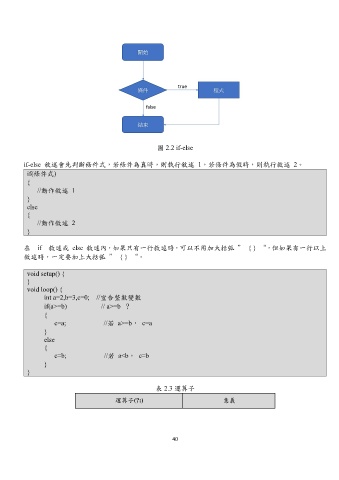 開始
條件
true
程式
false
結束
圖 2.2 if-else
if-else 敘述會先判斷條件式，若條件為真時，則執行敘述 1，若條件為假時，則執行敘述 2。
if(條件式)
{
//動作敘述 1
}
else
{
//動作敘述 2
}
在 if 敘述或 else 敘述內，如果只有一行敘述時，可以不用加大括弧 ” { } “，但如果有一行以上
敘述時，一定要加上大括弧 ” { } “。
void setup() {
}
void loop() {
int a=2,b=3,c=0; //宣告整數變數
if(a>=b) // a>=b ？
{
c=a; //若 a>=b， c=a
}
else
{
c=b; //若 a<b， c=b
}
}
表 2.3 運算子
意義
40